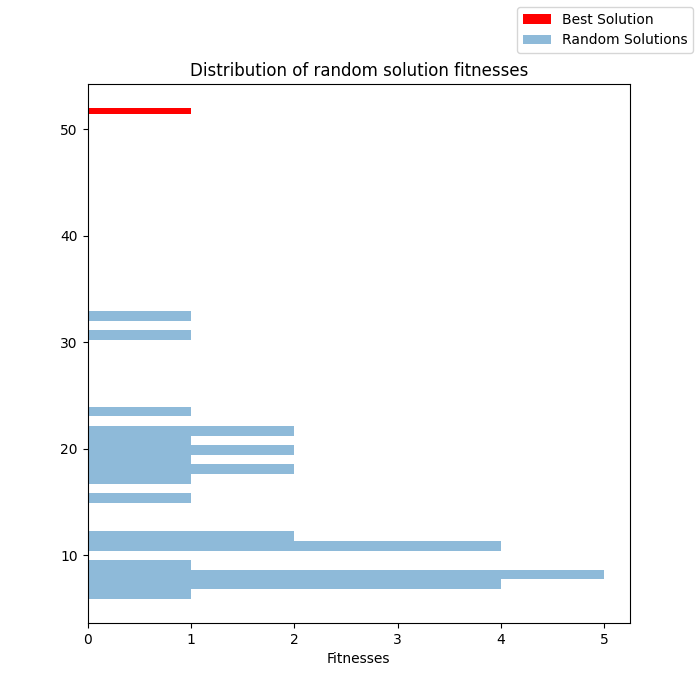 Best Solution
Random Solutions
Distribution of random solution fitnesses
50
40
30
20
10
0 1 2 3 4 5
Fitnesses